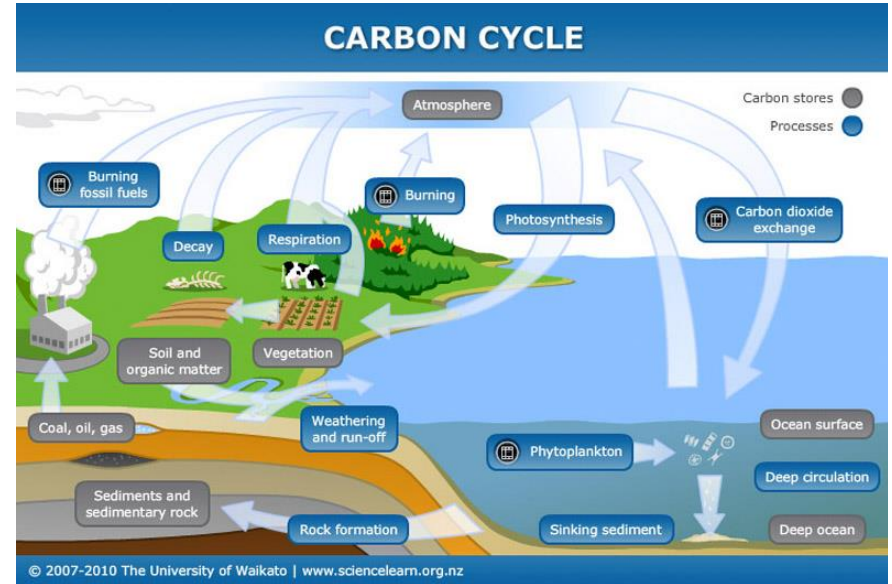 CARBON CYCLE
Atmosphere
Carbon stores
Processes
Burning
fossil fuels
Burning
Decay
Respiration
Photosynthesis
Carbon dioxide
exchange
Soil and
organic matter
Vegetation
Coal, oil, gas
Weathering
and run-off
Ocean surface
Phytoplankton
Deep circulation
Sediments and
sedimentary rock
Rock formation
Sinking sediment
Deep ocean
© 2007-2010 The University of Waikato | www.sciencelearn.org.nz